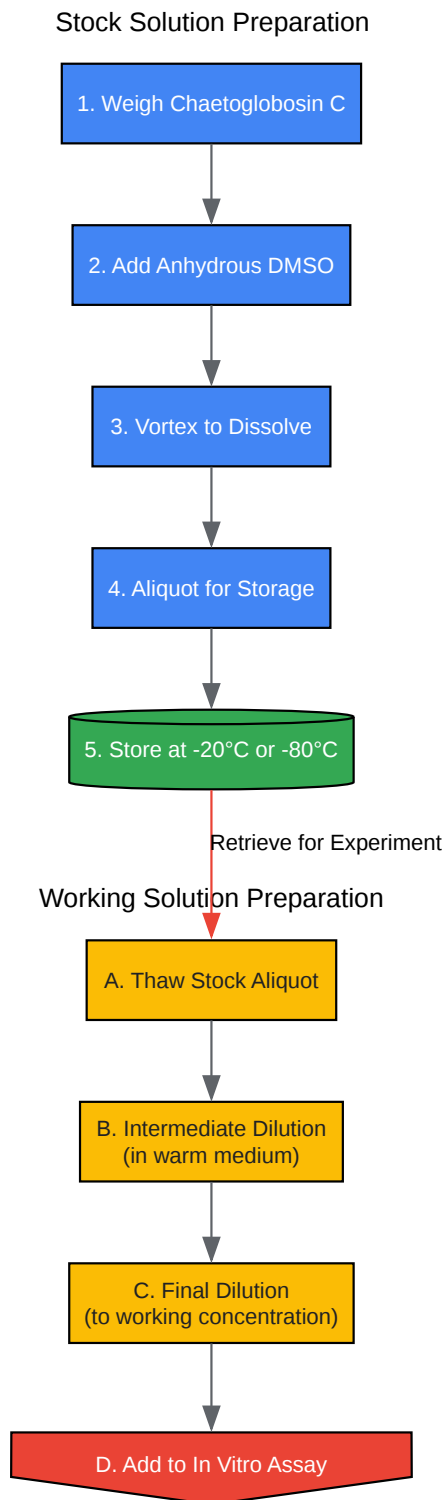 Stock Solution Preparation
1. Weigh Chaetoglobosin C
2. Add Anhydrous DMSO
3. Vortex to Dissolve
4. Aliquot for Storage
5. Store at -20°C or -80°C
Retrieve for Experiment
Working Solution Preparation
A. Thaw Stock Aliquot
B. Intermediate Dilution
(in warm medium)
C. Final Dilution
(to working concentration)
D. Add to In Vitro Assay